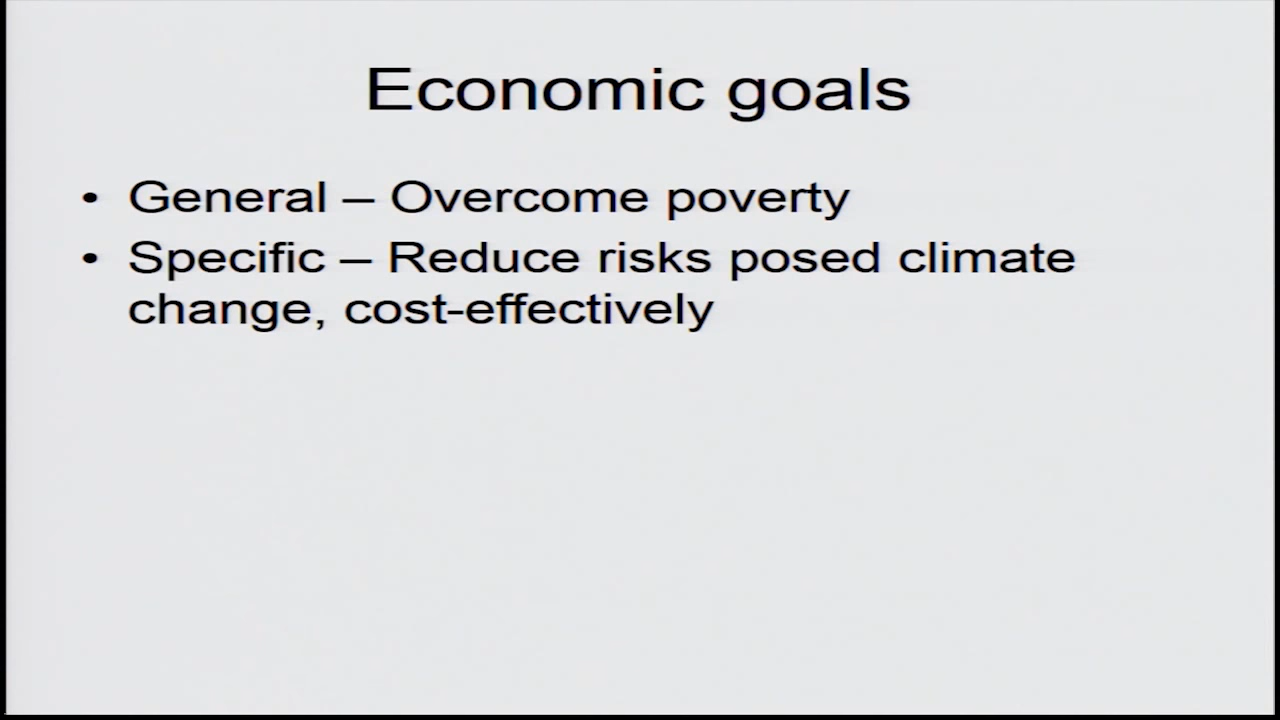 Economic goals
• General – Overcome poverty
• Specific – Reduce risks posed climate
change, cost-effectively